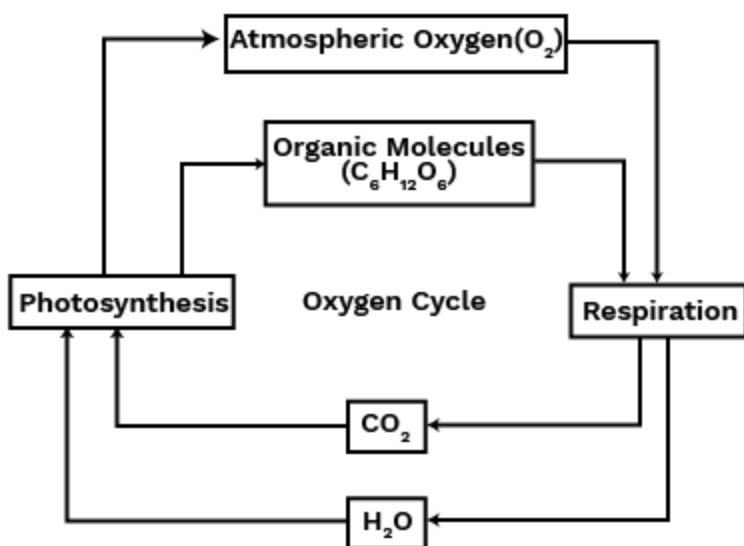 Atmospheric Oxygen(O₂)
Organic Molecules
(C₆H₁₂O₆)
Photosynthesis
Oxygen Cycle
Respiration
CO₂
H₂O